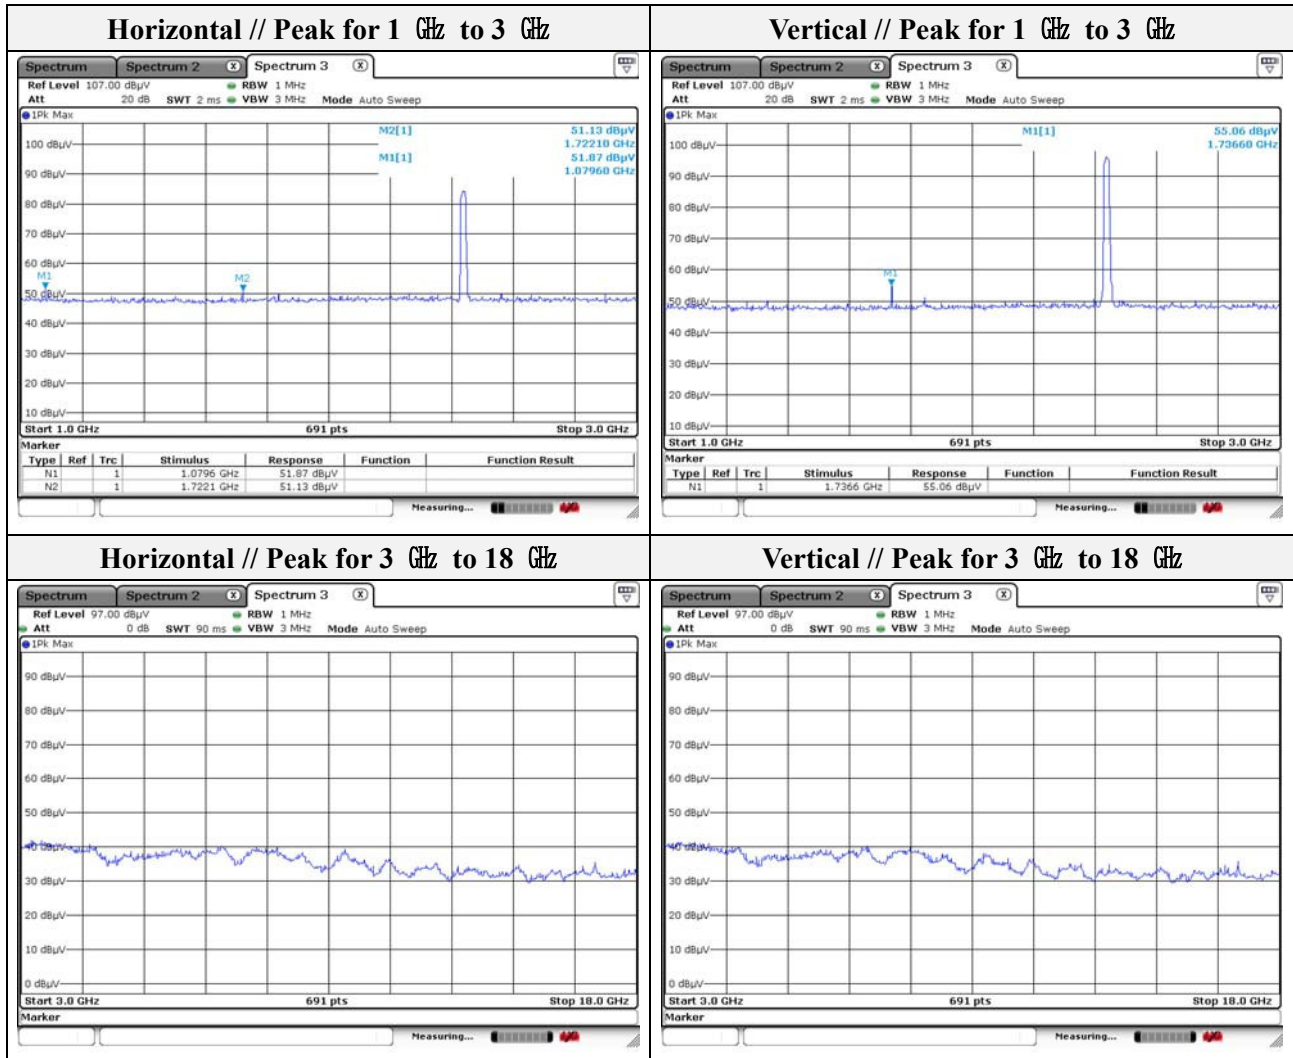 Horizontal // Peak for 1 ㎓ to 3 ㎓
Spectrum Spectrum 2 Spectrum 3
Ref Level 107.00 dBµV RBW 1 MHz
Att 20 dB SWT 2 ms VBW 3 MHz Mode Auto Sweep
1Pk Max
M2[1] 51.13 dBµV
1.72210 GHz
M1[1] 51.87 dBµV
1.07960 GHz
100 dBµV
90 dBµV
80 dBµV
70 dBµV
60 dBµV
M1 M2
50 dBµV
40 dBµV
30 dBµV
20 dBµV
10 dBµV
Start 1.0 GHz 691 pts Stop 3.0 GHz
Marker
Type Ref Trc Stimulus Response Function Function Result
N1 1 1.0796 GHz 51.87 dBµV
N2 1 1.7221 GHz 51.13 dBµV
Measuring...
Vertical // Peak for 1 ㎓ to 3 ㎓
Spectrum Spectrum 2 Spectrum 3
Ref Level 107.00 dBµV RBW 1 MHz
Att 20 dB SWT 2 ms VBW 3 MHz Mode Auto Sweep
1Pk Max
M1[1] 55.06 dBµV
1.73660 GHz
100 dBµV
90 dBµV
80 dBµV
70 dBµV
60 dBµV
M1
50 dBµV
40 dBµV
30 dBµV
20 dBµV
10 dBµV
Start 1.0 GHz 691 pts Stop 3.0 GHz
Marker
Type Ref Trc Stimulus Response Function Function Result
N1 1 1.7366 GHz 55.06 dBµV
Measuring...
Horizontal // Peak for 3 ㎓ to 18 ㎓
Spectrum Spectrum 2 Spectrum 3
Ref Level 97.00 dBµV RBW 1 MHz
Att 0 dB SWT 90 ms VBW 3 MHz Mode Auto Sweep
1Pk Max
90 dBµV
80 dBµV
70 dBµV
60 dBµV
50 dBµV
40 dBµV
30 dBµV
20 dBµV
10 dBµV
0 dBµV
Start 3.0 GHz 691 pts Stop 18.0 GHz
Marker
Measuring...
Vertical // Peak for 3 ㎓ to 18 ㎓
Spectrum Spectrum 2 Spectrum 3
Ref Level 97.00 dBµV RBW 1 MHz
Att 0 dB SWT 90 ms VBW 3 MHz Mode Auto Sweep
1Pk Max
90 dBµV
80 dBµV
70 dBµV
60 dBµV
50 dBµV
40 dBµV
30 dBµV
20 dBµV
10 dBµV
0 dBµV
Start 3.0 GHz 691 pts Stop 18.0 GHz
Marker
Measuring...